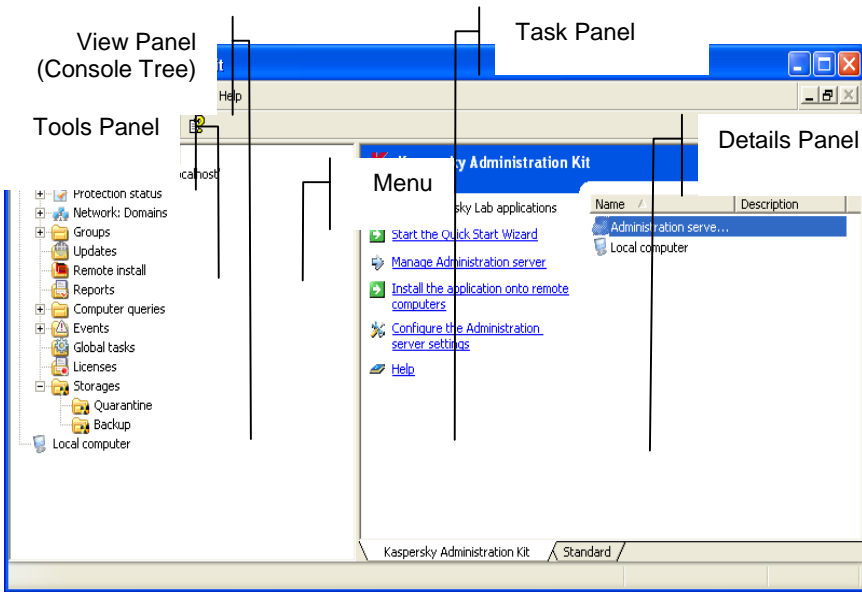 Task Panel
View Panel
(Console Tree)
Help
Tools Panel
Details Panel
Menu
Administration Kit
Protection status
Network: Domains
Groups
Updates
Remote install
Reports
Computer queries
Events
Global tasks
Licenses
Storages
Quarantine
Backup
Local computer
Lab applications
Start the Quick Start Wizard
Manage Administration server
Install the application onto remote
computers
Configure the Administration
server settings
Help
Name
Description
Administration serve...
Local computer
Kaspersky Administration Kit
Standard